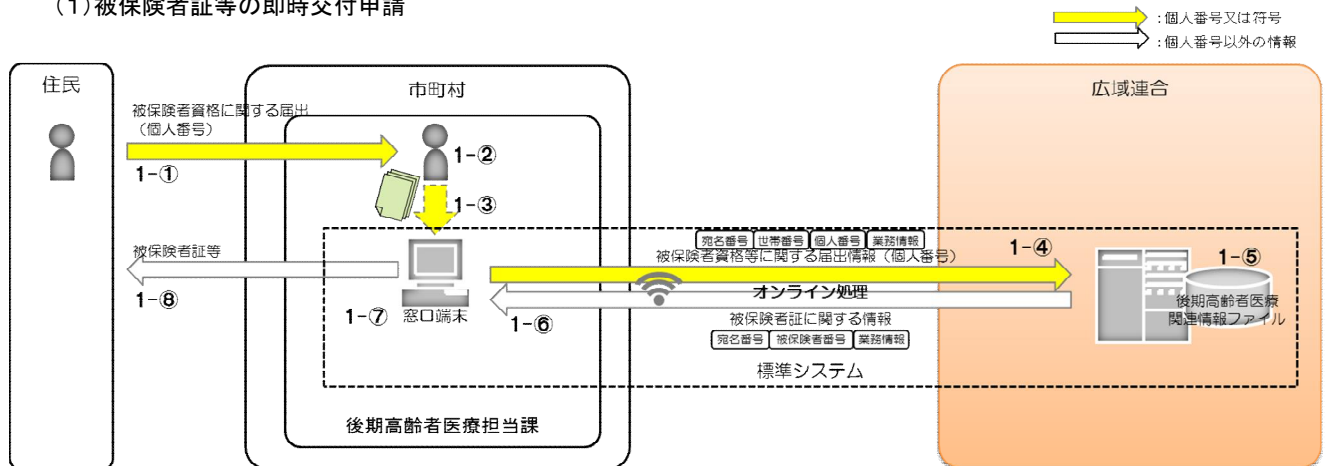 (1)被保険者証等の即時交付申請
:個人番号又は符号
:個人番号以外の情報
住民
市町村
広域連合
被保険者資格に関する届出
(個人番号)
1-①
1-②
1-③
宛名番号 世帯番号 個人番号 業務情報
被保険者資格等に関する届出情報(個人番号)
1-④
1-⑤
被保険者証等
1-⑧
オンライン処理
後期高齢者医療
関連情報ファイル
1-⑦ 窓口端末
1-⑥
被保険者証に関する情報
宛名番号 被保険者番号 業務情報
標準システム
後期高齢者医療担当課